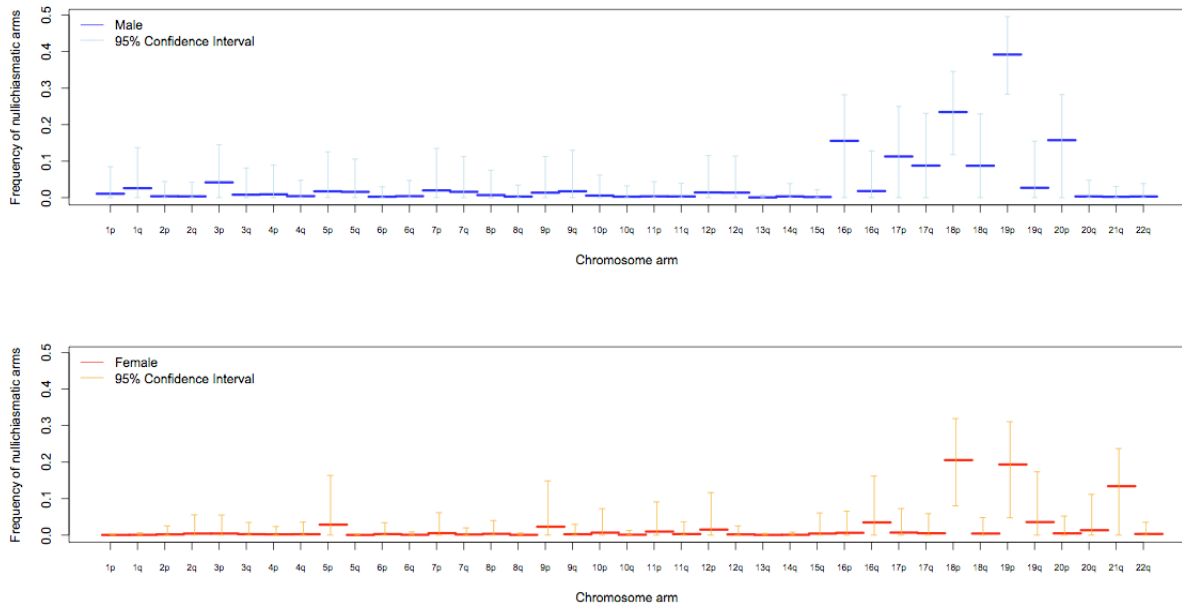 Frequency of nullichiasmatic arms
0.0 0.1 0.2 0.3 0.4 0.5
Male
95% Confidence Interval
1p 1q 2p 2q 3p 3q 4p 4q 5p 5q 6p 6q 7p 7q 8p 8q 9p 9q 10p 10q 11p 11q 12p 12q 13q 14q 15q 16p 16q 17p 17q 18p 18q 19p 19q 20p 20q 21q 22q
Chromosome arm
Frequency of nullichiasmatic arms
0.0 0.1 0.2 0.3 0.4 0.5
Female
95% Confidence Interval
1p 1q 2p 2q 3p 3q 4p 4q 5p 5q 6p 6q 7p 7q 8p 8q 9p 9q 10p 10q 11p 11q 12p 12q 13q 14q 15q 16p 16q 17p 17q 18p 18q 19p 19q 20p 20q 21q 22q
Chromosome arm